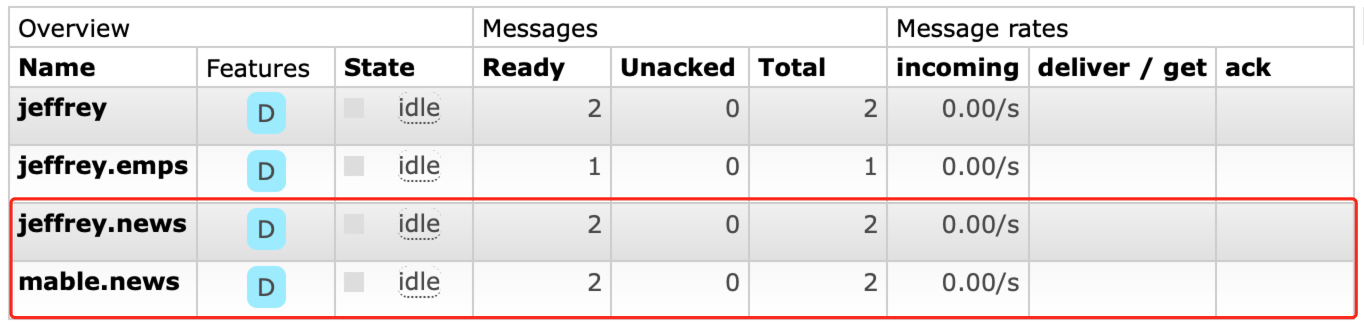 Overview Messages Message rates
Name Features State Ready Unacked Total incoming deliver / get ack
jeffrey D idle 2 0 2 0.00/s
jeffrey.emps D idle 1 0 1 0.00/s
jeffrey.news D idle 2 0 2 0.00/s
mable.news D idle 2 0 2 0.00/s